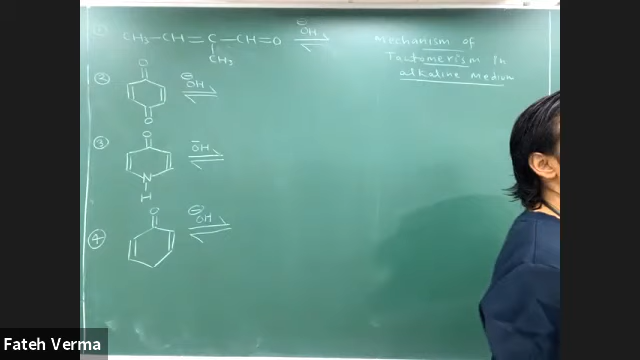 ① CH₃—CH=C—CH=O ⊖OH ⇌
CH₃
Mechanism of
Tautomerism in
alkaline medium
② O ⊖OH ⇌
O
③ O ŌH ⇌
N
H
④ O ⊖OH ⇌
Fateh Verma